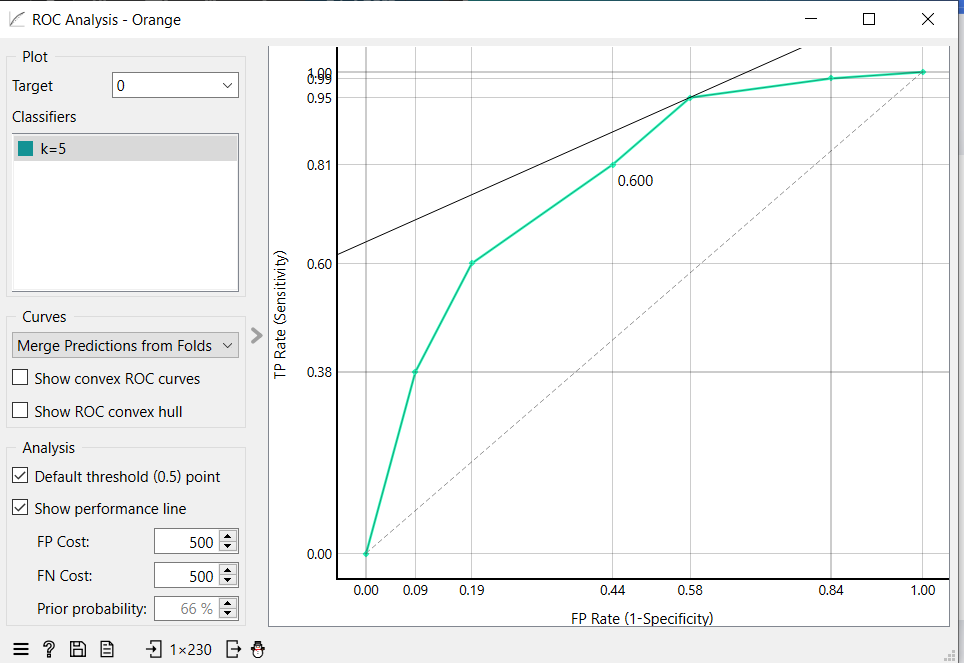 ROC Analysis - Orange
Plot
Target
0
Classifiers
k=5
Curves
Merge Predictions from Folds
Show convex ROC curves
Show ROC convex hull
Analysis
Default threshold (0.5) point
Show performance line
FP Cost:
500
FN Cost:
500
Prior probability:
66 %
1×230
TP Rate (Sensitivity)
1.00
0.99
0.95
0.81
0.60
0.38
0.00
0.600
0.00 0.09 0.19 0.44 0.58 0.84 1.00
FP Rate (1-Specificity)